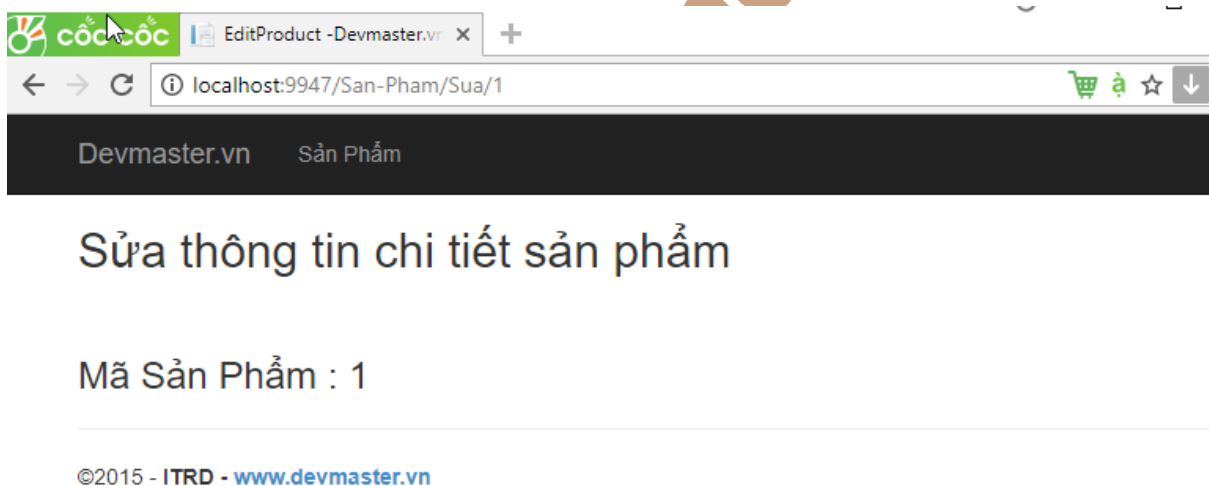 cốc cốc EditProduct -Devmaster.vn
localhost:9947/San-Pham/Sua/1
Devmaster.vn Sản Phẩm
Sửa thông tin chi tiết sản phẩm
Mã Sản Phẩm : 1
©2015 - ITRD - www.devmaster.vn